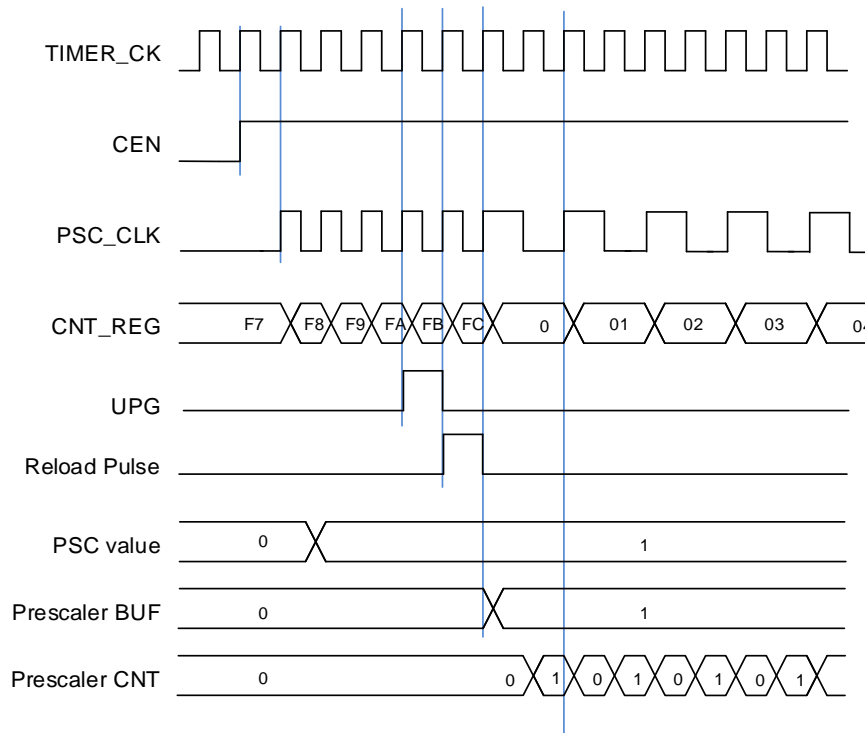 TIMER_CK
CEN
PSC_CLK
CNT_REG F7 F8 F9 FA FB FC 0 01 02 03 04
UPG
Reload Pulse
PSC value 0 1
Prescaler BUF 0 1
Prescaler CNT 0 0 1 0 1 0 1 0 1